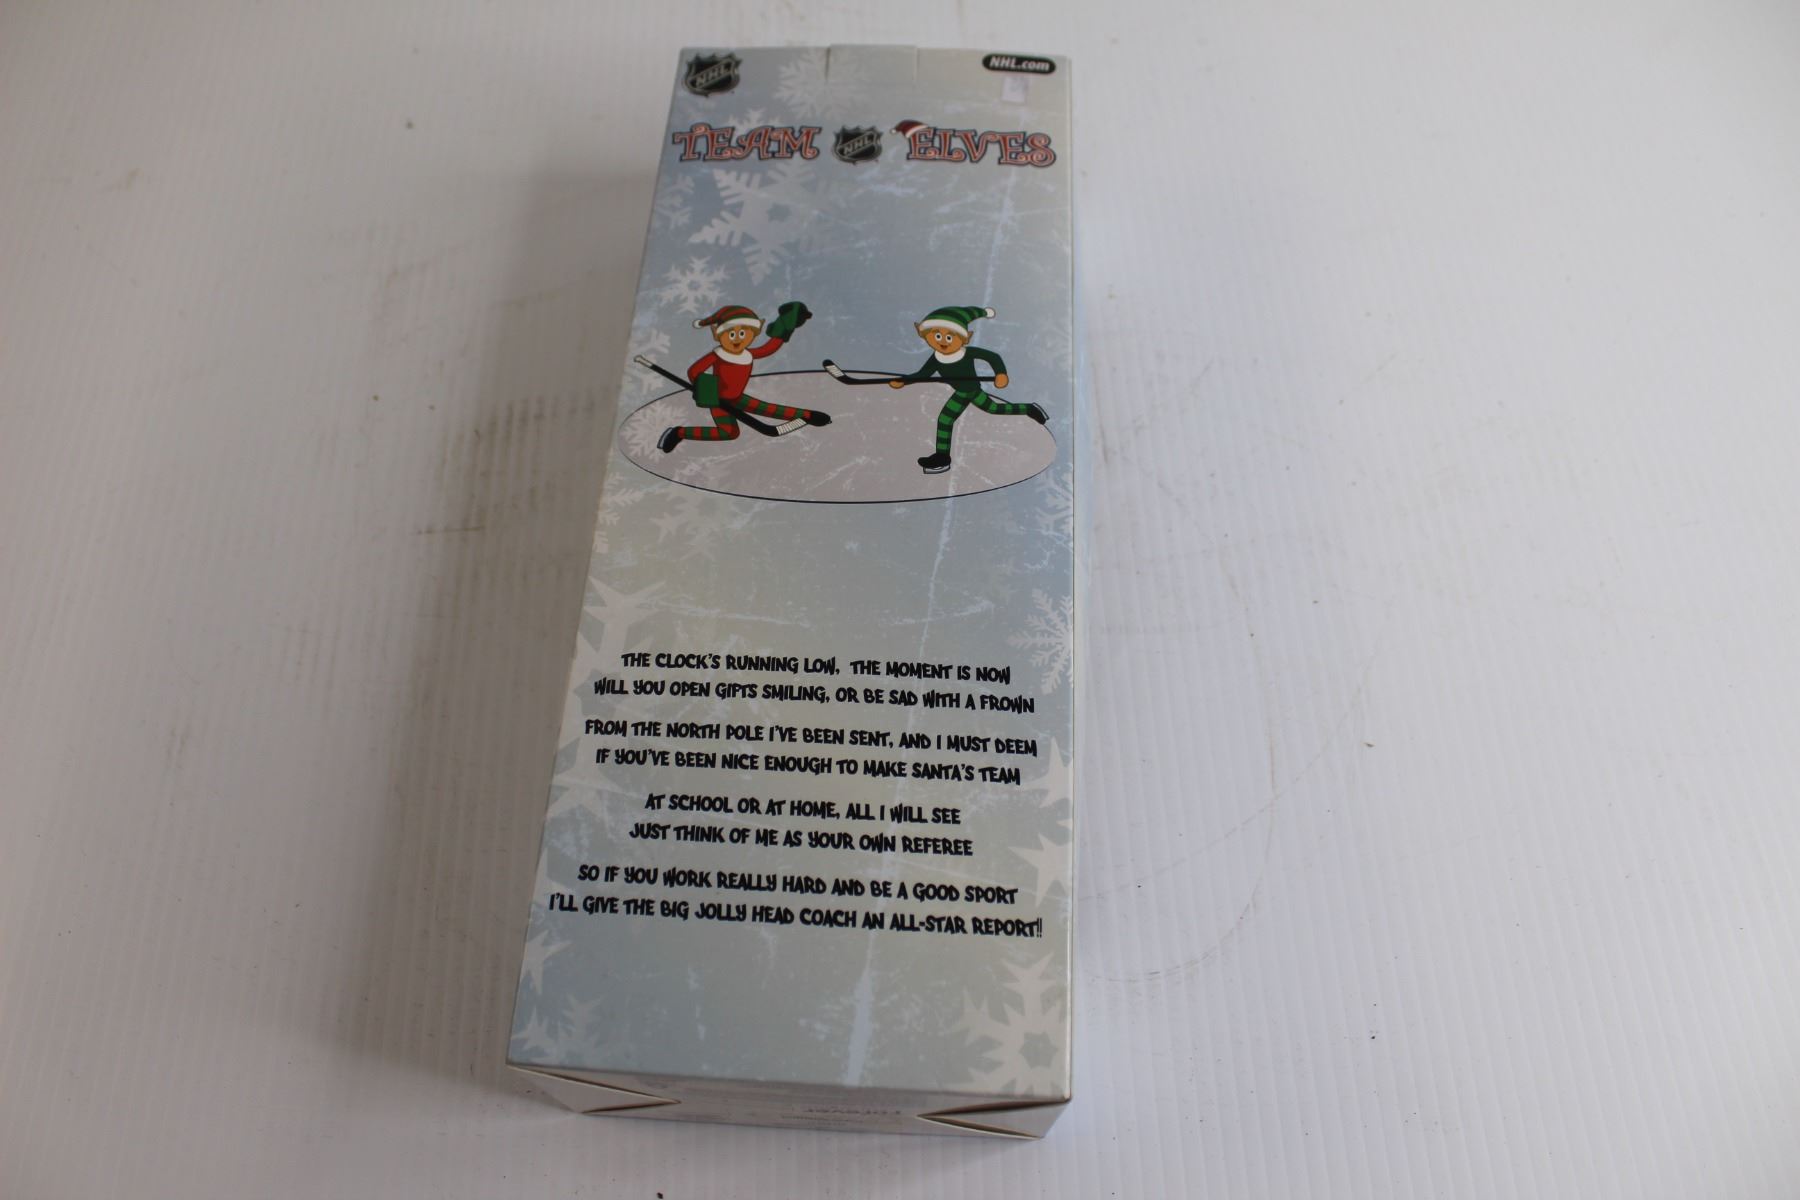 NHL
NHL.com
TEAM NHL ELVES
THE CLOCK'S RUNNING LOW, THE MOMENT IS NOW
WILL YOU OPEN GIFTS SMILING, OR BE SAD WITH A FROWN
FROM THE NORTH POLE I'VE BEEN SENT, AND I MUST DEEM
IF YOU'VE BEEN NICE ENOUGH TO MAKE SANTA'S TEAM
AT SCHOOL OR AT HOME, ALL I WILL SEE
JUST THINK OF ME AS YOUR OWN REFEREE
SO IF YOU WORK REALLY HARD AND BE A GOOD SPORT
I'LL GIVE THE BIG JOLLY HEAD COACH AN ALL-STAR REPORT!!